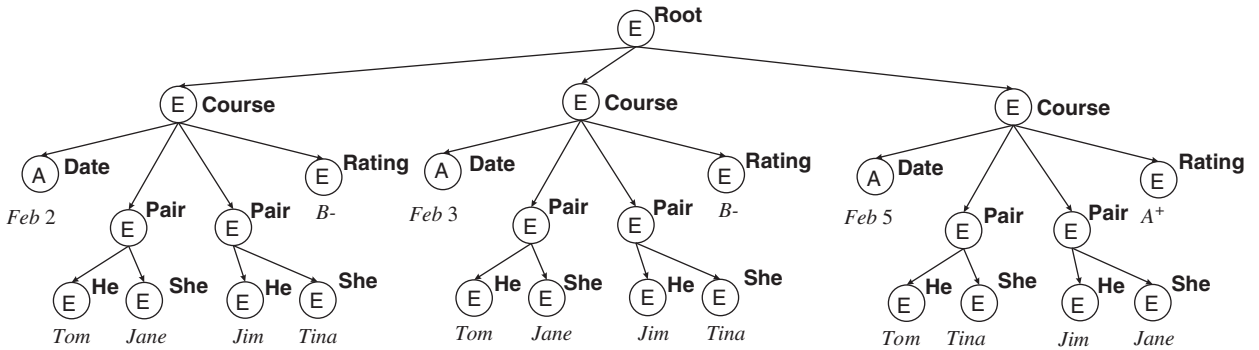 E Root
E Course E Course E Course
A Date E Rating A Date E Rating A Date E Rating
Feb 2 B- Feb 3 B- Feb 5 A+
E Pair E Pair E Pair E Pair E Pair E Pair
E He E She E He E She E He E She E He E She E He E She E He E She
Tom Jane Jim Tina Tom Jane Jim Tina Tom Tina Jim Jane